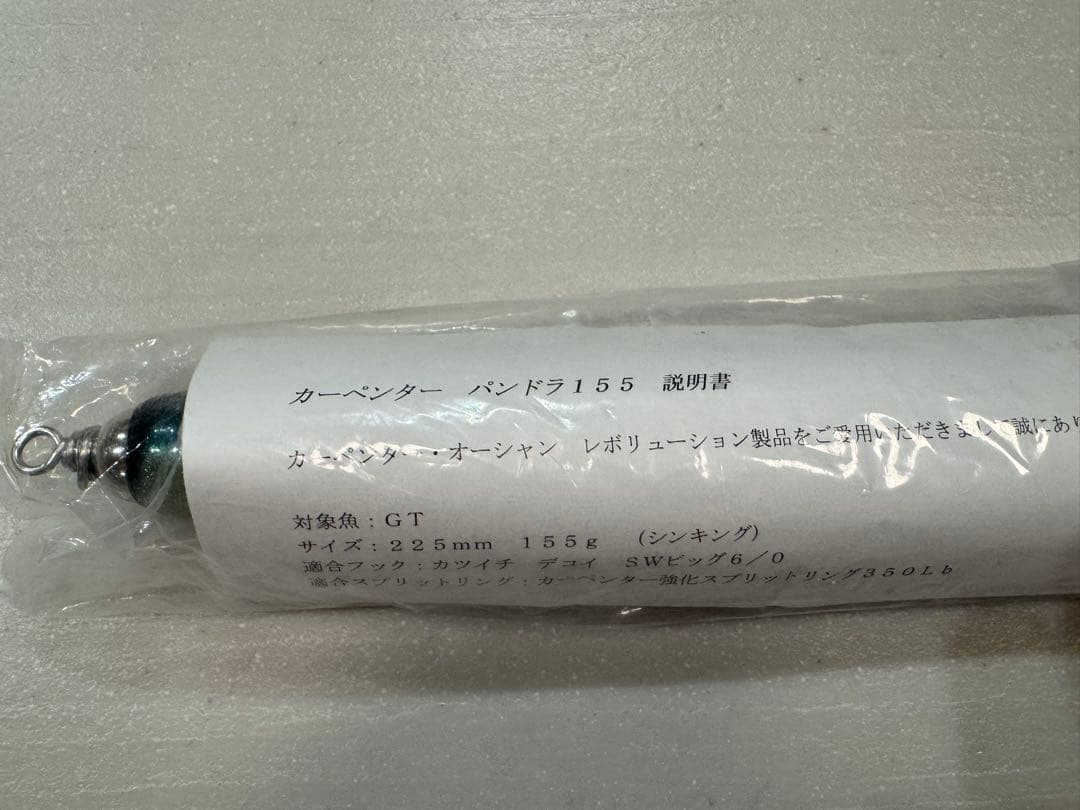 カーペンター　パンドラ１５５　説明書
カーペンター・オーシャン　レボリューション製品をご愛用いただきまして誠にあり
対象魚：ＧＴ
サイズ：２２５ｍｍ　１５５ｇ　（シンキング）
適合フック：カツイチ　デコイ　ＳＷビッグ６／０
適合スプリットリング：カーペンター強化スプリットリング３５０Ｌｂ